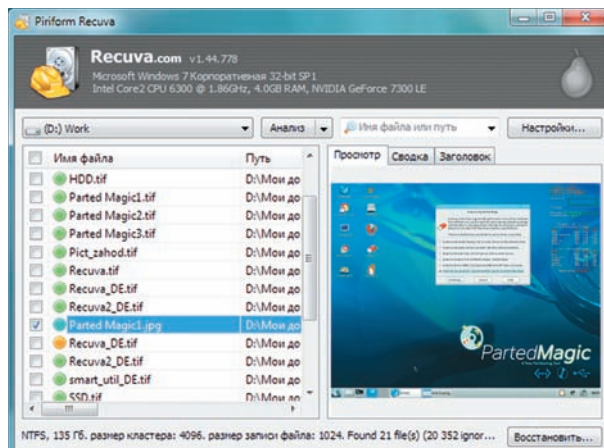 Piriform Recuva
Recuva.com v1.44.778
Microsoft Windows 7 Корпоративная 32-bit SP1
Intel Core2 CPU 6300 @ 1.86GHz, 4.0GB RAM, NVIDIA GeForce 7300 LE
(D:) Work Анализ Имя файла или путь Настройки...
Имя файла Путь Просмотр Сводка Заголовок
HDD.tif D:\Мои до
Parted Magic1.tif D:\Мои до
Parted Magic2.tif D:\Мои до
Parted Magic3.tif D:\Мои до
Pict_zahod.tif D:\Мои до
Recuva.tif D:\Мои до
Recuva_DE.tif D:\Мои до
Recuva2_DE.tif D:\Мои до
Parted Magic1.jpg D:\Мои до
Recuva_DE.tif D:\Мои до
Recuva2_DE.tif D:\Мои до
smart_util_DE.tif D:\Мои до
SSD.tif D:\Мои до
PartedMagic
NTFS, 135 Гб. размер кластера: 4096. размер записи файла: 1024. Found 21 file(s) (20 352 ignor... Восстановить...